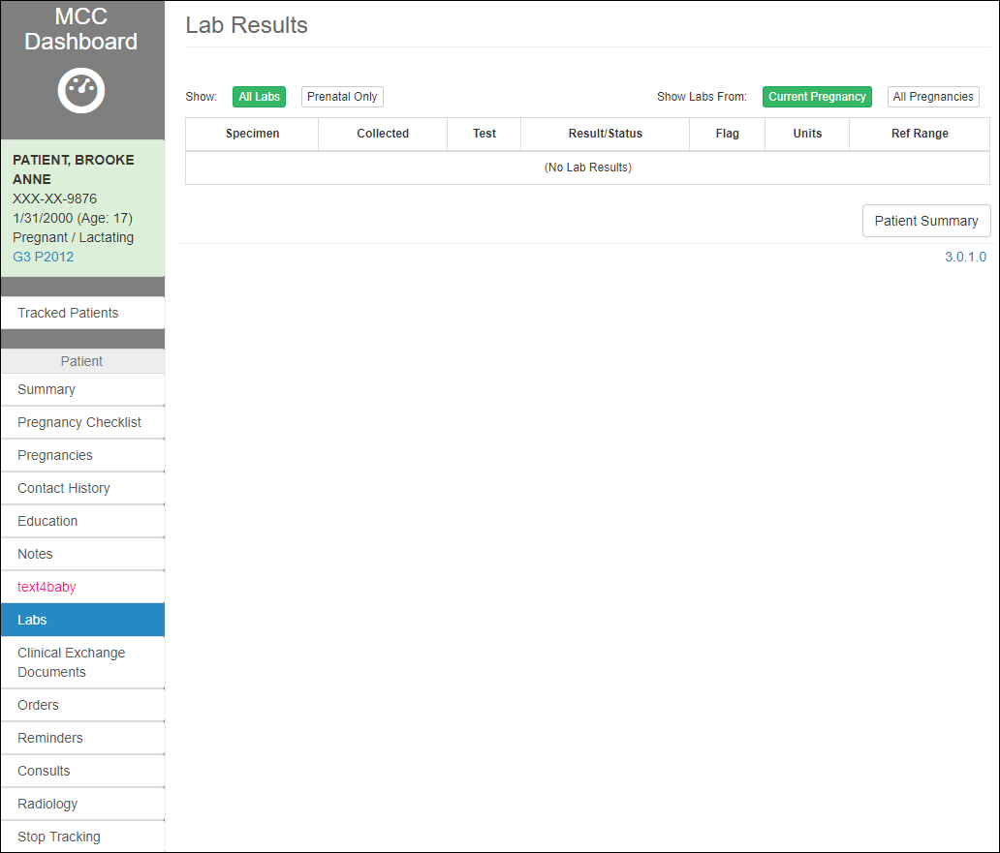 MCC
Dashboard
PATIENT, BROOKE
ANNE
XXX-XX-9876
1/31/2000 (Age: 17)
Pregnant / Lactating
G3 P2012
Tracked Patients
Patient
Summary
Pregnancy Checklist
Pregnancies
Contact History
Education
Notes
text4baby
Labs
Clinical Exchange
Documents
Orders
Reminders
Consults
Radiology
Stop Tracking
Lab Results
Show: All Labs Prenatal Only Show Labs From: Current Pregnancy All Pregnancies
Specimen Collected Test Result/Status Flag Units Ref Range
(No Lab Results)
Patient Summary
3.0.1.0